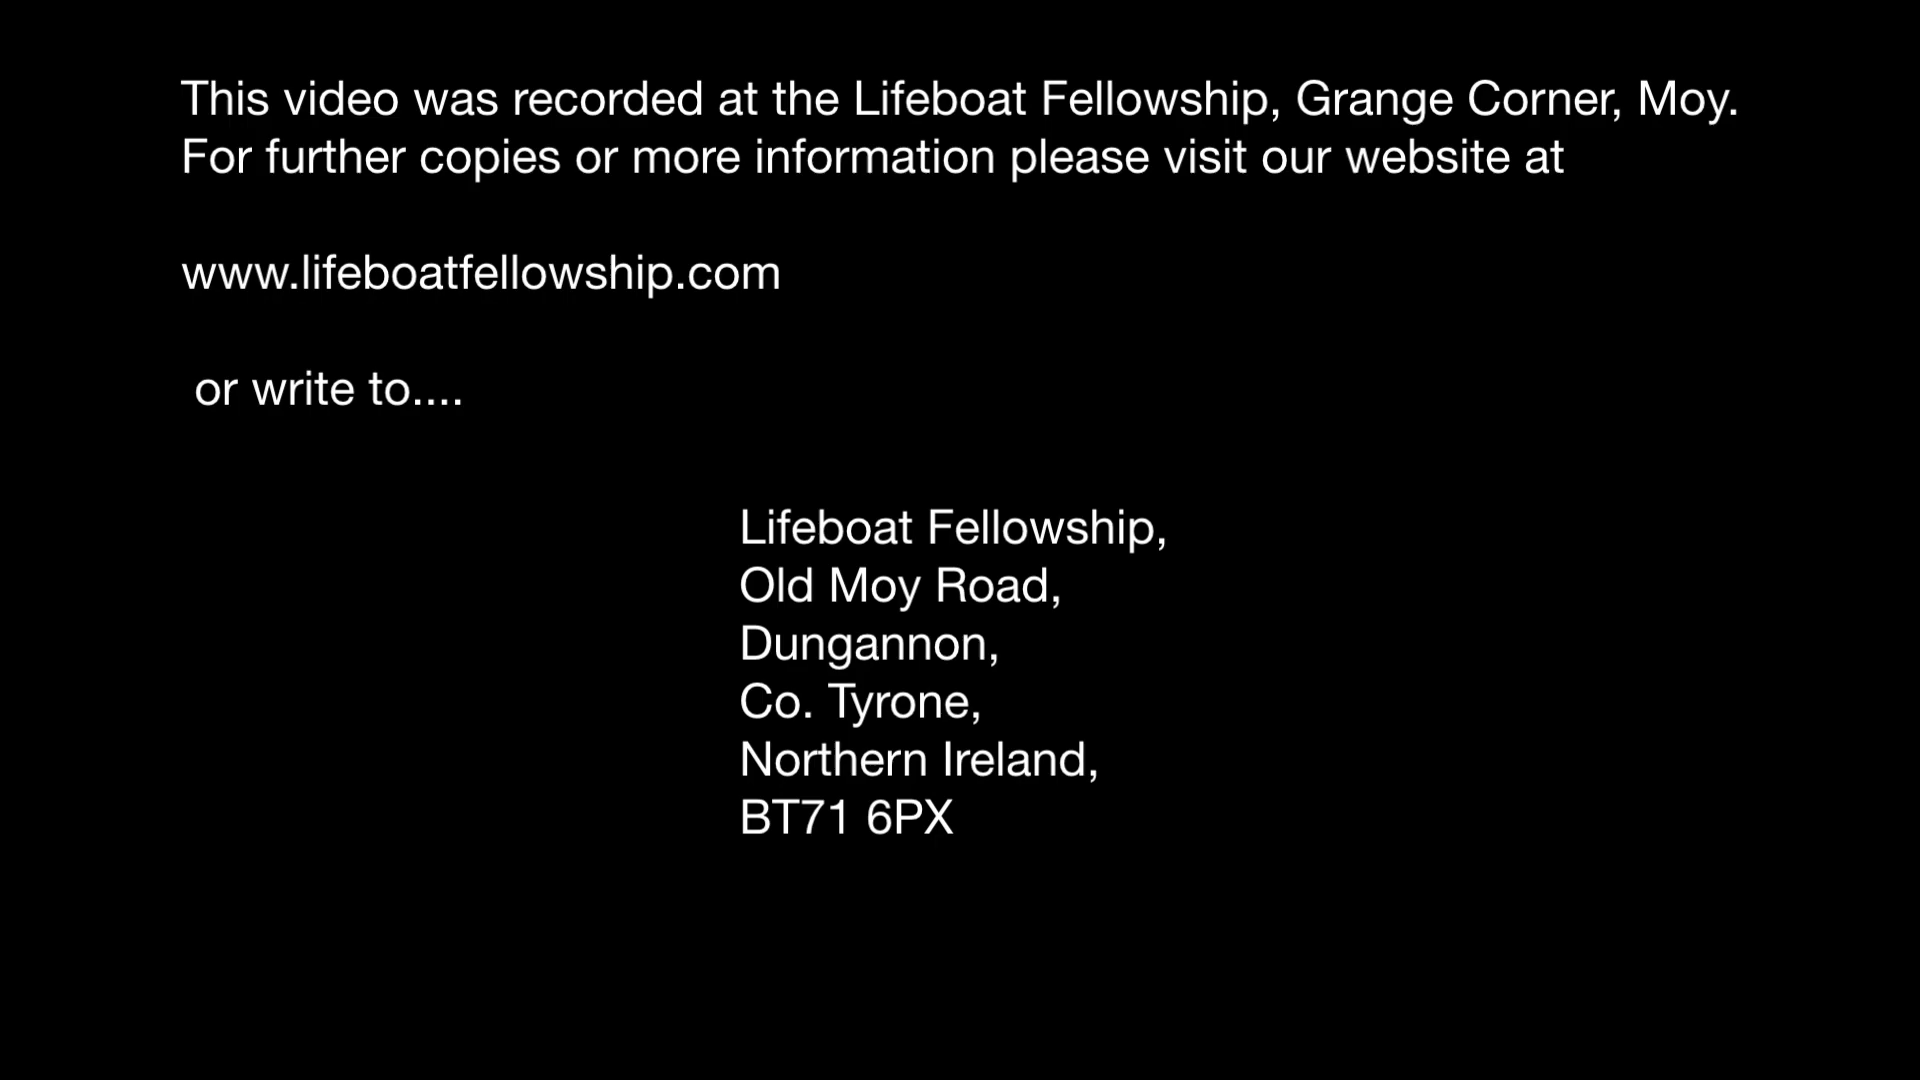 This video was recorded at the Lifeboat Fellowship, Grange Corner, Moy.
For further copies or more information please visit our website at
www.lifeboatfellowship.com
or write to....
Lifeboat Fellowship,
Old Moy Road,
Dungannon,
Co. Tyrone,
Northern Ireland,
BT71 6PX